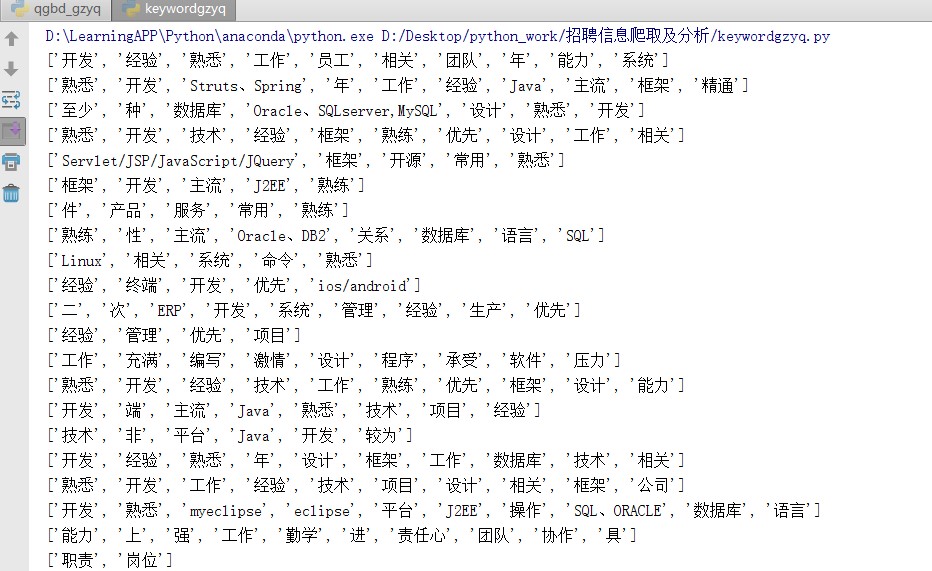 qgbd_gzyq keywordgzyq
D:\LearningAPP\Python\anaconda\python.exe D:/Desktop/python_work/招聘信息爬取及分析/keywordgzyq.py
['开发', '经验', '熟悉', '工作', '员工', '相关', '团队', '年', '能力', '系统']
['熟悉', '开发', 'Struts、Spring', '年', '工作', '经验', 'Java', '主流', '框架', '精通']
['至少', '种', '数据库', 'Oracle、SQLserver,MySQL', '设计', '熟悉', '开发']
['熟悉', '开发', '技术', '经验', '框架', '熟练', '优先', '设计', '工作', '相关']
['Servlet/JSP/JavaScript/JQuery', '框架', '开源', '常用', '熟悉']
['框架', '开发', '主流', 'J2EE', '熟练']
['件', '产品', '服务', '常用', '熟练']
['熟练', '性', '主流', 'Oracle、DB2', '关系', '数据库', '语言', 'SQL']
['Linux', '相关', '系统', '命令', '熟悉']
['经验', '终端', '开发', '优先', 'ios/android']
['二', '次', 'ERP', '开发', '系统', '管理', '经验', '生产', '优先']
['经验', '管理', '优先', '项目']
['工作', '充满', '编写', '激情', '设计', '程序', '承受', '软件', '压力']
['熟悉', '开发', '经验', '技术', '工作', '熟练', '优先', '框架', '设计', '能力']
['开发', '端', '主流', 'Java', '熟悉', '技术', '项目', '经验']
['技术', '非', '平台', 'Java', '开发', '较为']
['开发', '经验', '熟悉', '年', '设计', '框架', '工作', '数据库', '技术', '相关']
['熟悉', '开发', '工作', '经验', '技术', '项目', '设计', '相关', '框架', '公司']
['开发', '熟悉', 'myeclipse', 'eclipse', '平台', 'J2EE', '操作', 'SQL、ORACLE', '数据库', '语言']
['能力', '上', '强', '工作', '勤学', '进', '责任心', '团队', '协作', '具']
['职责', '岗位']